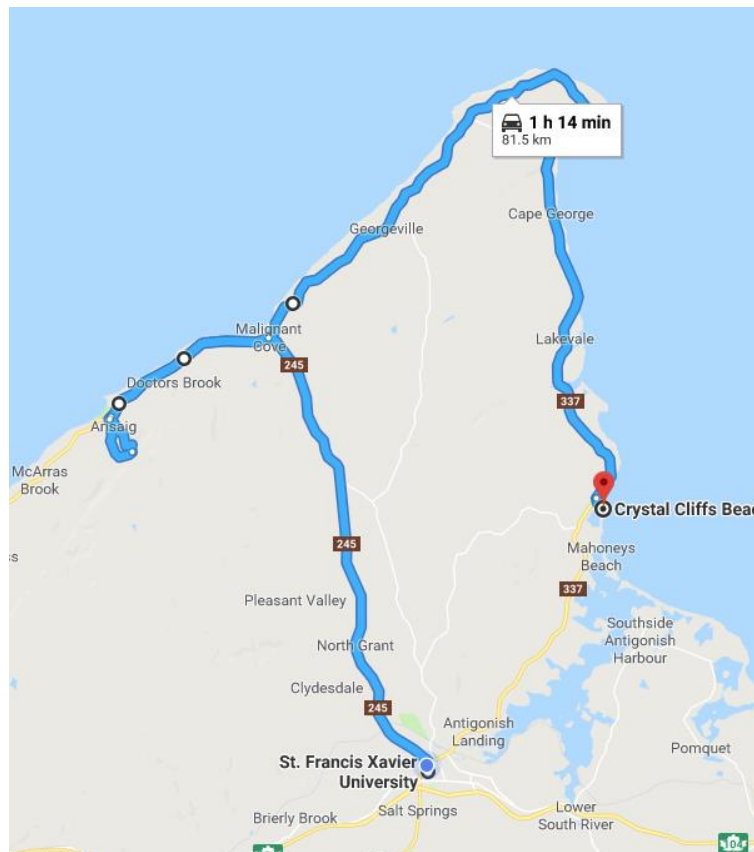 1 h 14 min
81.5 km
Cape George
Georgeville
Malignant
Cove
Lakevale
245
Doctors Brook
337
Arisaig
McArras
Brook
Crystal Cliffs Beac
245
Mahoneys
Beach
337
Pleasant Valley
Southside
Antigonish
Harbour
North Grant
Clydesdale
245
Antigonish
Landing
St. Francis Xavier
University
Pomquet
Brierly Brook
Salt Springs
Lower
South River
104